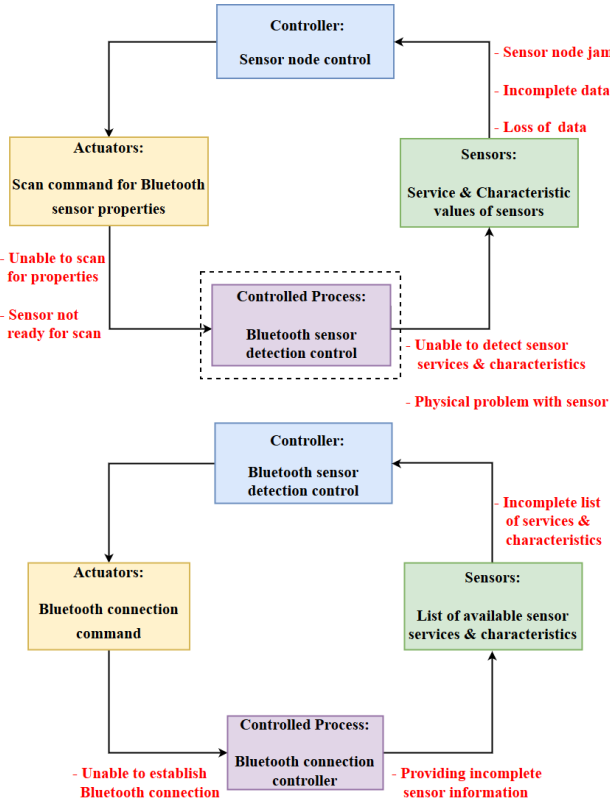 Controller:
Sensor node control
- Sensor node jam
- Incomplete data
- Loss of data
Actuators:
Scan command for Bluetooth
sensor properties
Sensors:
Service & Characteristic
values of sensors
- Unable to scan
for properties
- Sensor not
ready for scan
Controlled Process:
Bluetooth sensor
detection control
- Unable to detect sensor
services & characteristics
- Physical problem with sensor
Controller:
Bluetooth sensor
detection control
- Incomplete list
of services &
characteristics
Actuators:
Bluetooth connection
command
Sensors:
List of available sensor
services & characteristics
Controlled Process:
Bluetooth connection
controller
- Unable to establish
Bluetooth connection
- Providing incomplete
sensor information